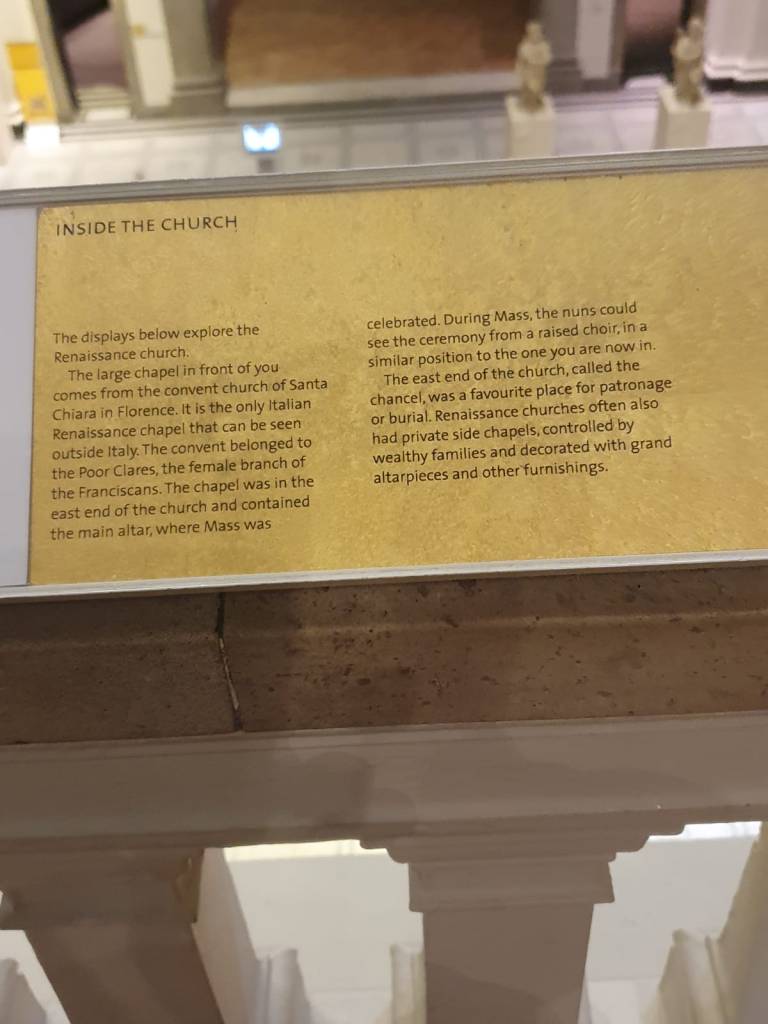 INSIDE THE CHURCH
The displays below explore the
Renaissance church.
The large chapel in front of you
comes from the convent church of Santa
Chiara in Florence. It is the only Italian
Renaissance chapel that can be seen
outside Italy. The convent belonged to
the Poor Clares, the female branch of
the Franciscans. The chapel was in the
east end of the church and contained
the main altar, where Mass was
celebrated. During Mass, the nuns could
see the ceremony from a raised choir, in a
similar position to the one you are now in.
The east end of the church, called the
chancel, was a favourite place for patronage
or burial. Renaissance churches often also
had private side chapels, controlled by
wealthy families and decorated with grand
altarpieces and other furnishings.